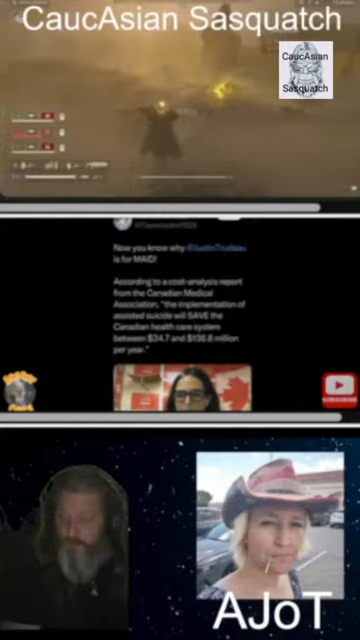 CaucAsian Sasquatch
CaucAsian
Sasquatch
Now you know why @JustinTrudeau
is for MAID!
According to a cost-analysis report
from the Canadian Medical
Association, "the implementation of
assisted suicide will SAVE the
Canadian health care system
between $34.7 and $138.8 million
per year."
SUBSCRIBE
AJoT